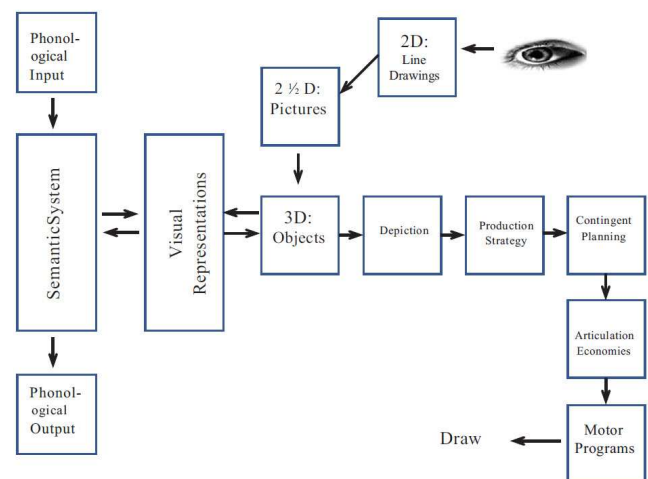 Phonol-
ogical
Input
2D:
Line
Drawings
2 ½ D:
Pictures
SemanticSystem
Visual
Representations
3D:
Objects
Depiction
Production
Strategy
Contingent
Planning
Articulation
Economies
Phonol-
ogical
Output
Motor
Programs
Draw